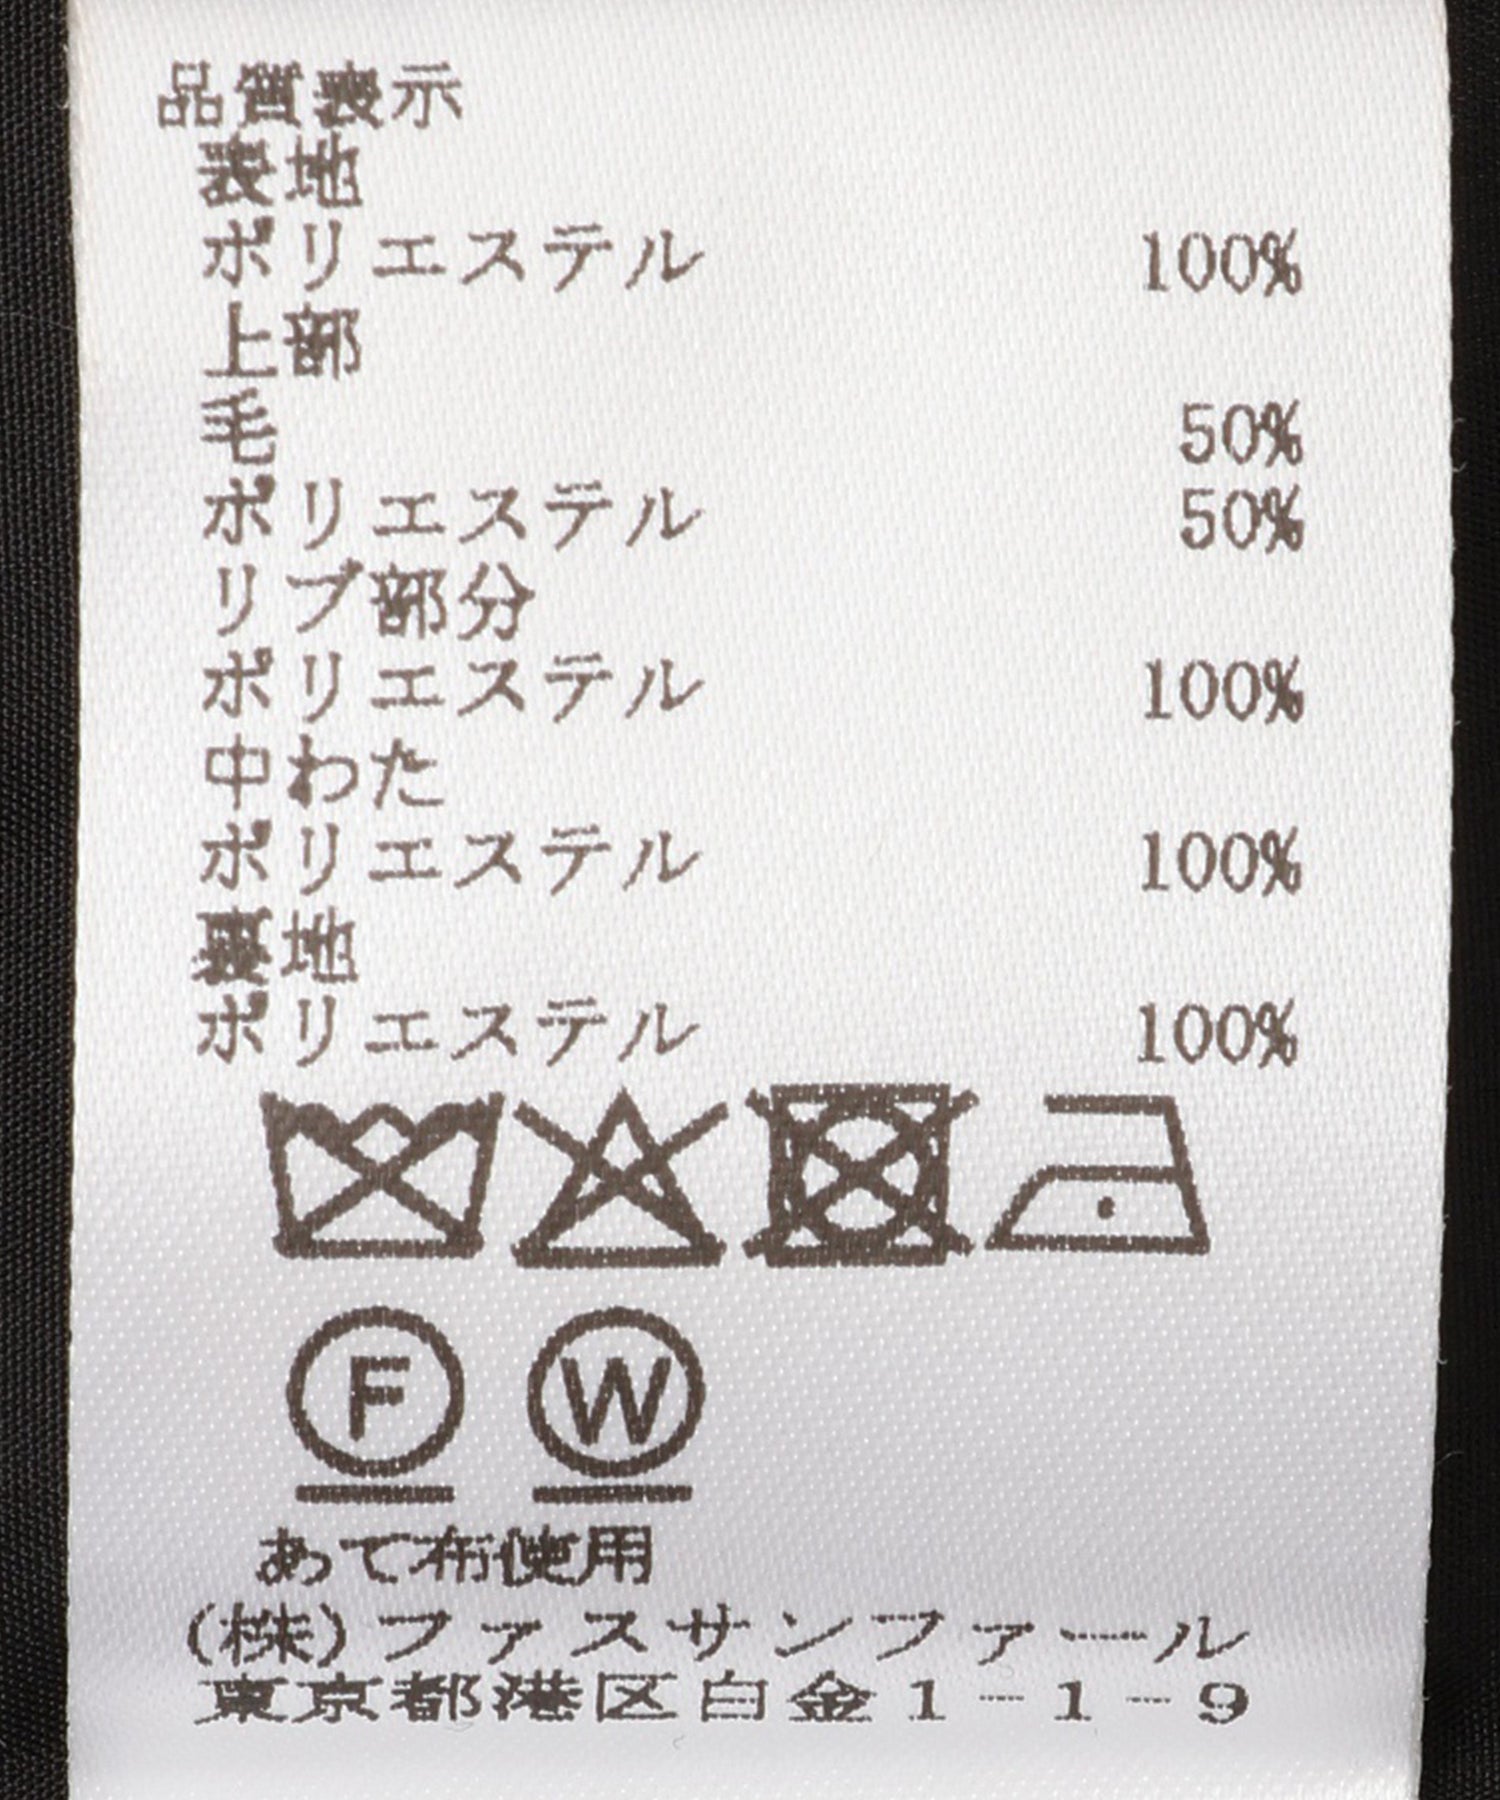 品質表示
表地
ポリエステル 100%
上部
毛 50%
ポリエステル 50%
リブ部分
ポリエステル 100%
中わた
ポリエステル 100%
裏地
ポリエステル 100%
F W
あて布使用
(株)ファスサンファール
東京都港区白金1-1-9